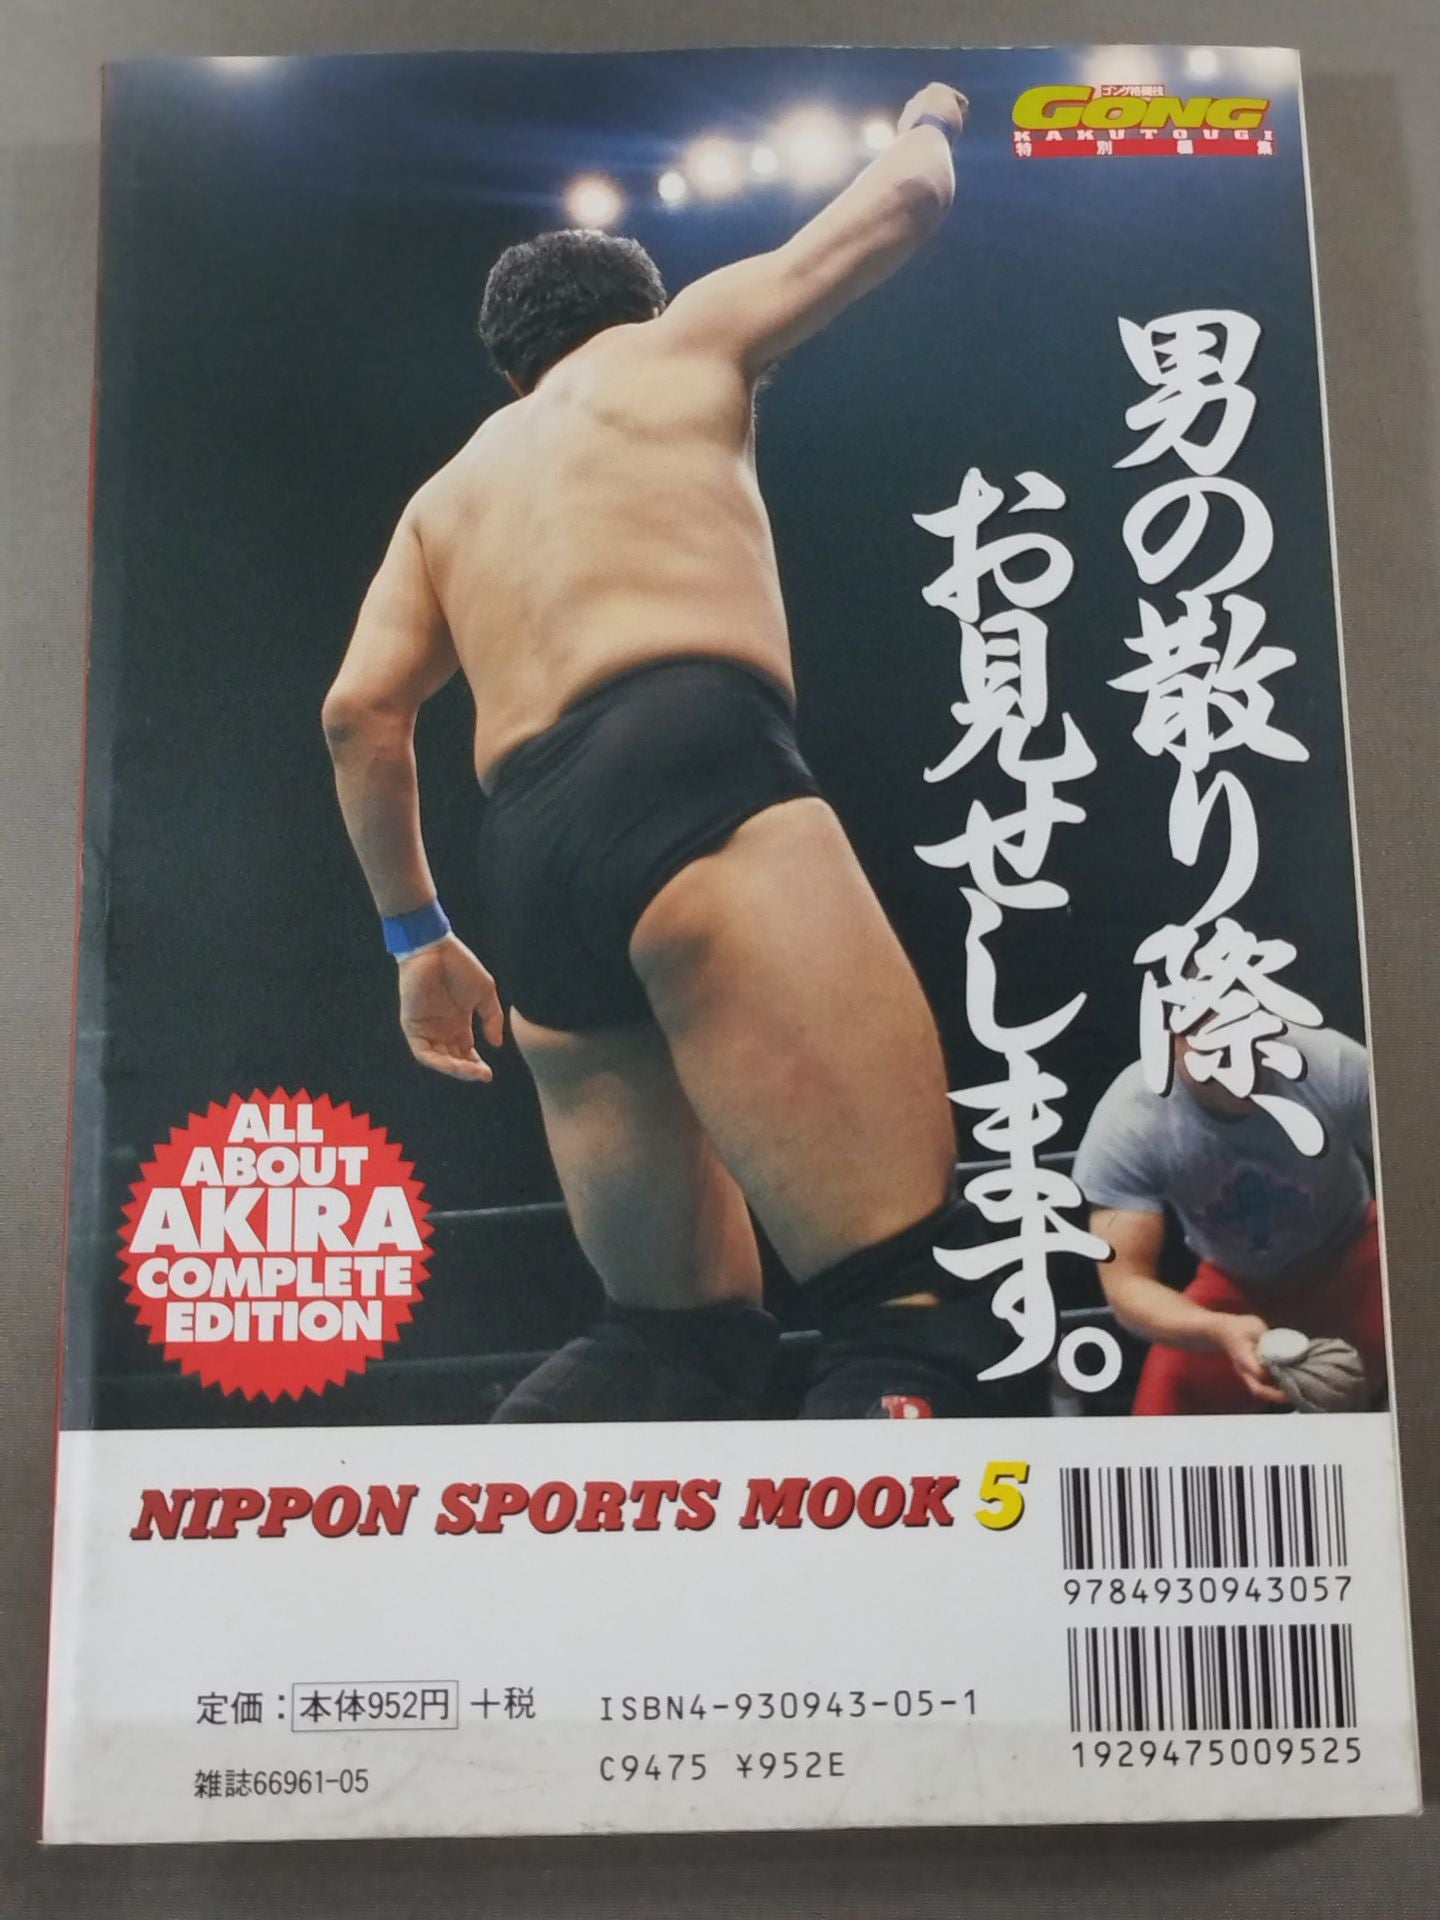 ゴング格闘技
GONG
KAKUTOUGI
特別編集
男の散り際、
お見せします。
ALL
ABOUT
AKIRA
COMPLETE
EDITION
NIPPON SPORTS MOOK 5
9784930943057
1929475009525
定価：本体952円＋税
ISBN4-930943-05-1
C9475 ¥952E
雑誌66961-05